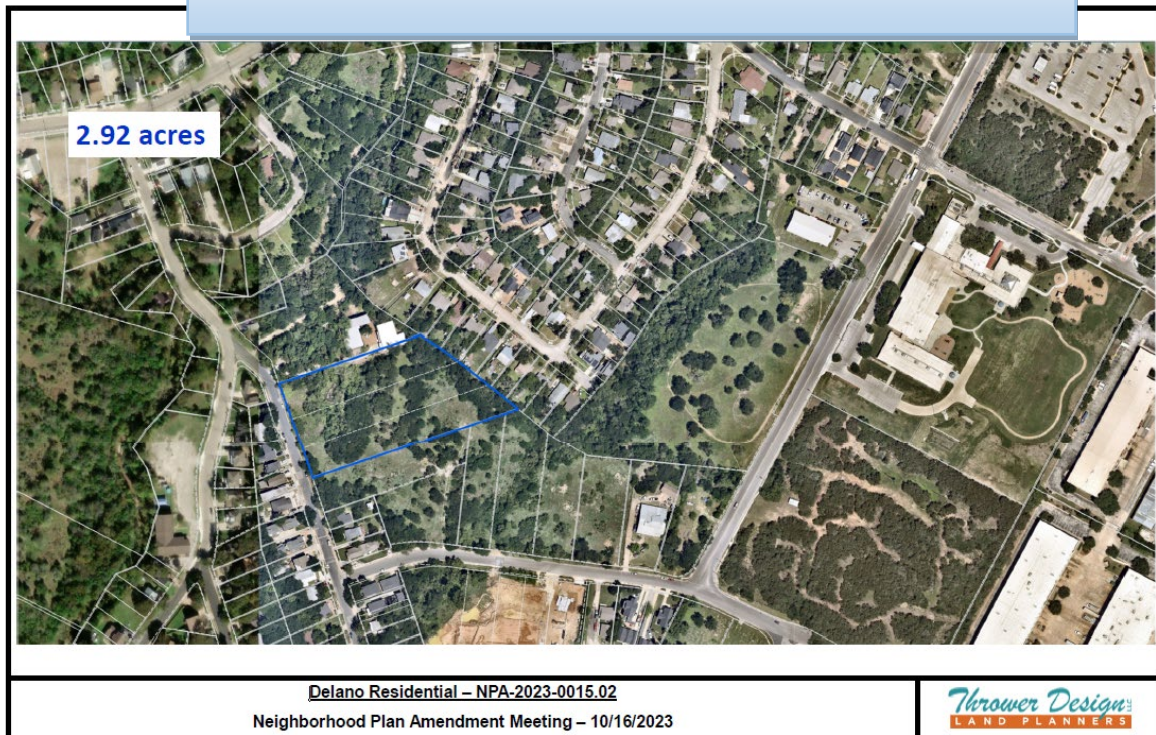 2.92 acres
Delano Residential – NPA-2023-0015.02
Neighborhood Plan Amendment Meeting – 10/16/2023
Thrower Design LLC
LAND PLANNERS